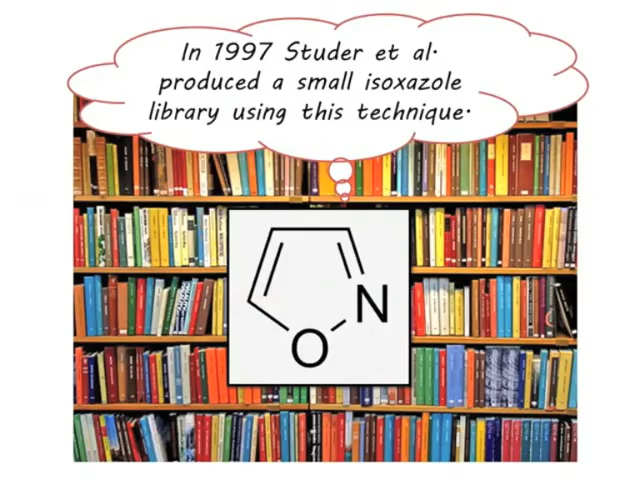 In 1997 Studer et al.
produced a small isoxazole
library using this technique.
N
O